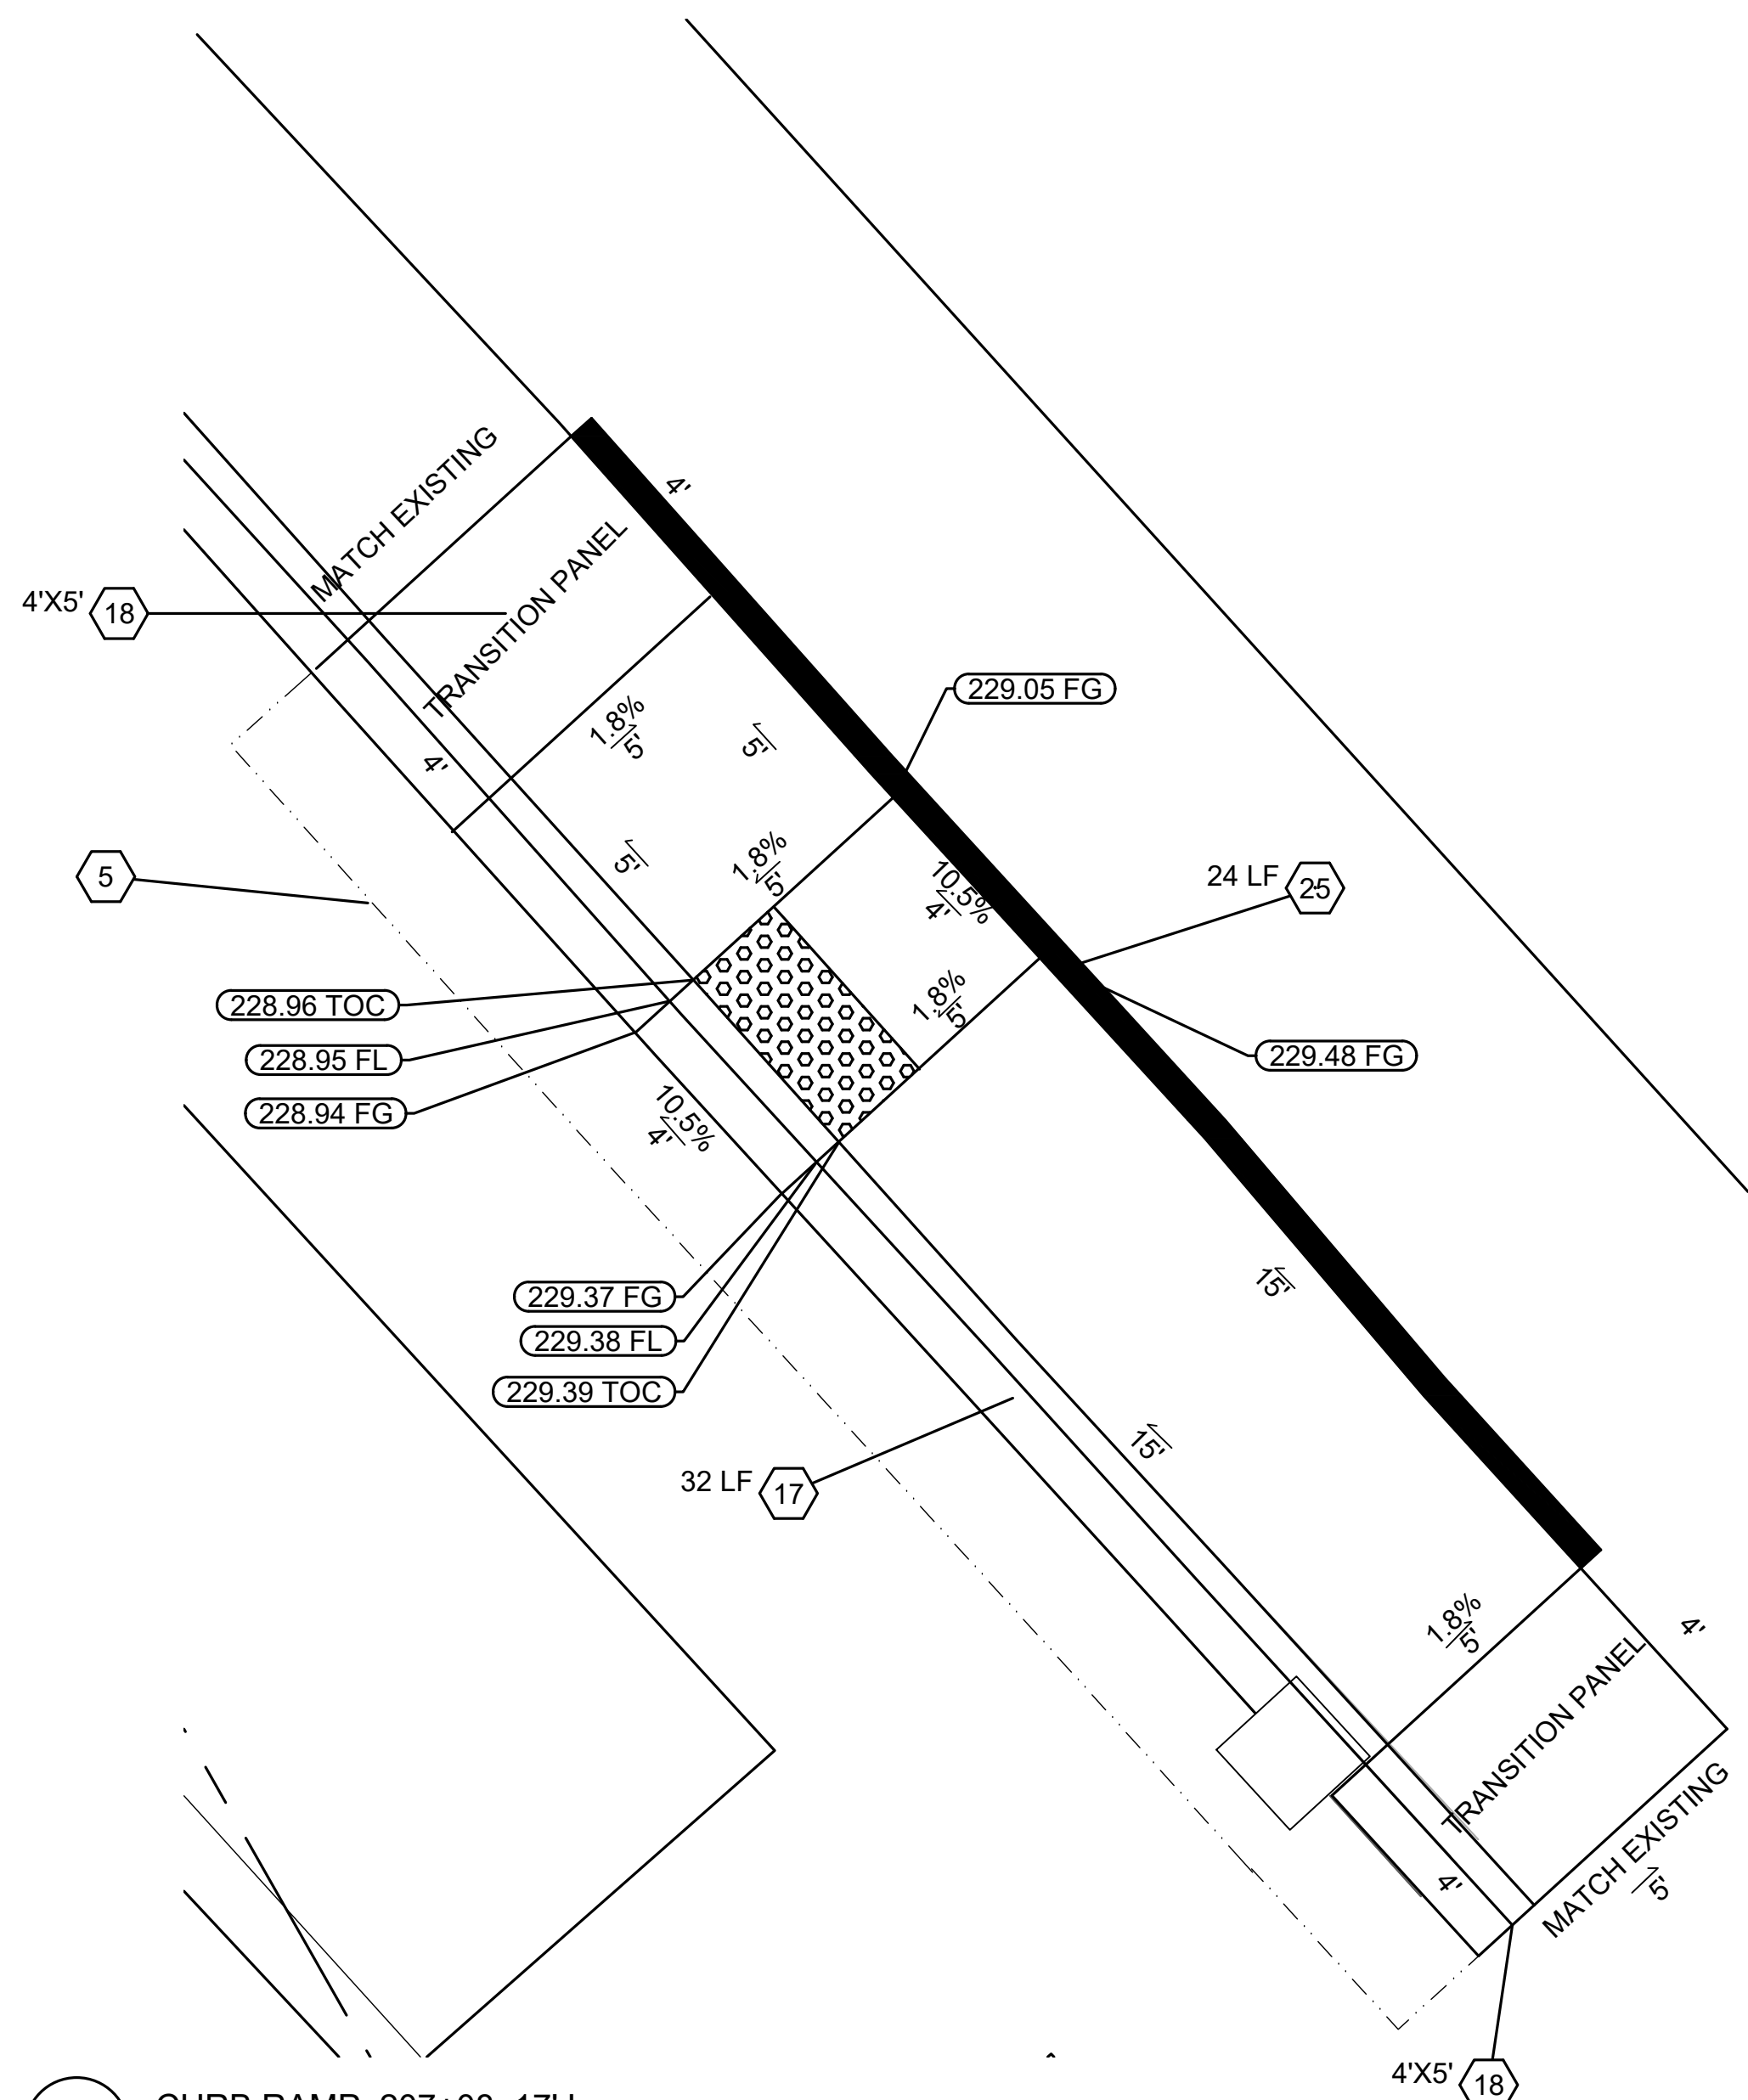 4'
MATCH EXISTING
TRANSITION PANEL
4'X5' 18
229.05 FG
1.8%
5'
5'
4'
5
5'
1.8%
5'
10.5%
4'
24 LF 25
228.96 TOC
1.8%
5'
228.95 FL
229.48 FG
228.94 FG
10.5%
4'
15'
229.37 FG
229.38 FL
229.39 TOC
15'
32 LF 17
1.8%
5'
4'
TRANSITION PANEL
MATCH EXISTING
5'
4'
4'X5' 18